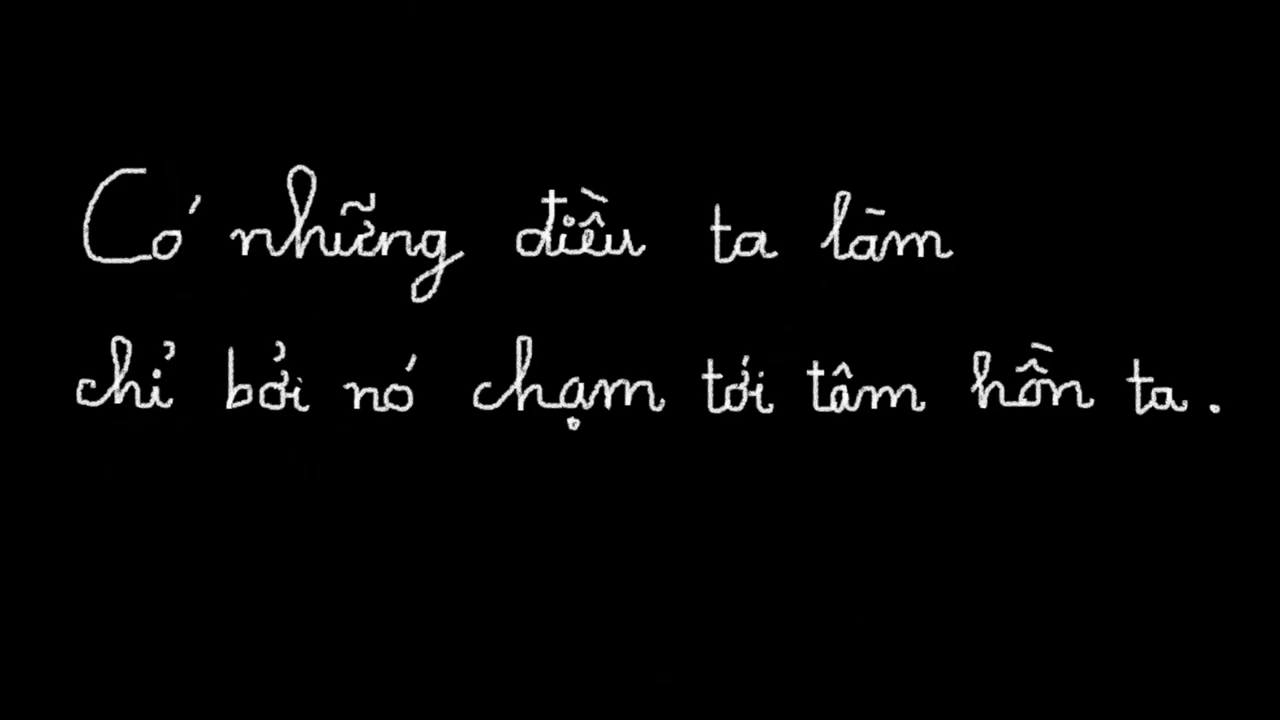 Có những điều ta làm
chỉ bởi nó chạm tới tâm hồn ta.